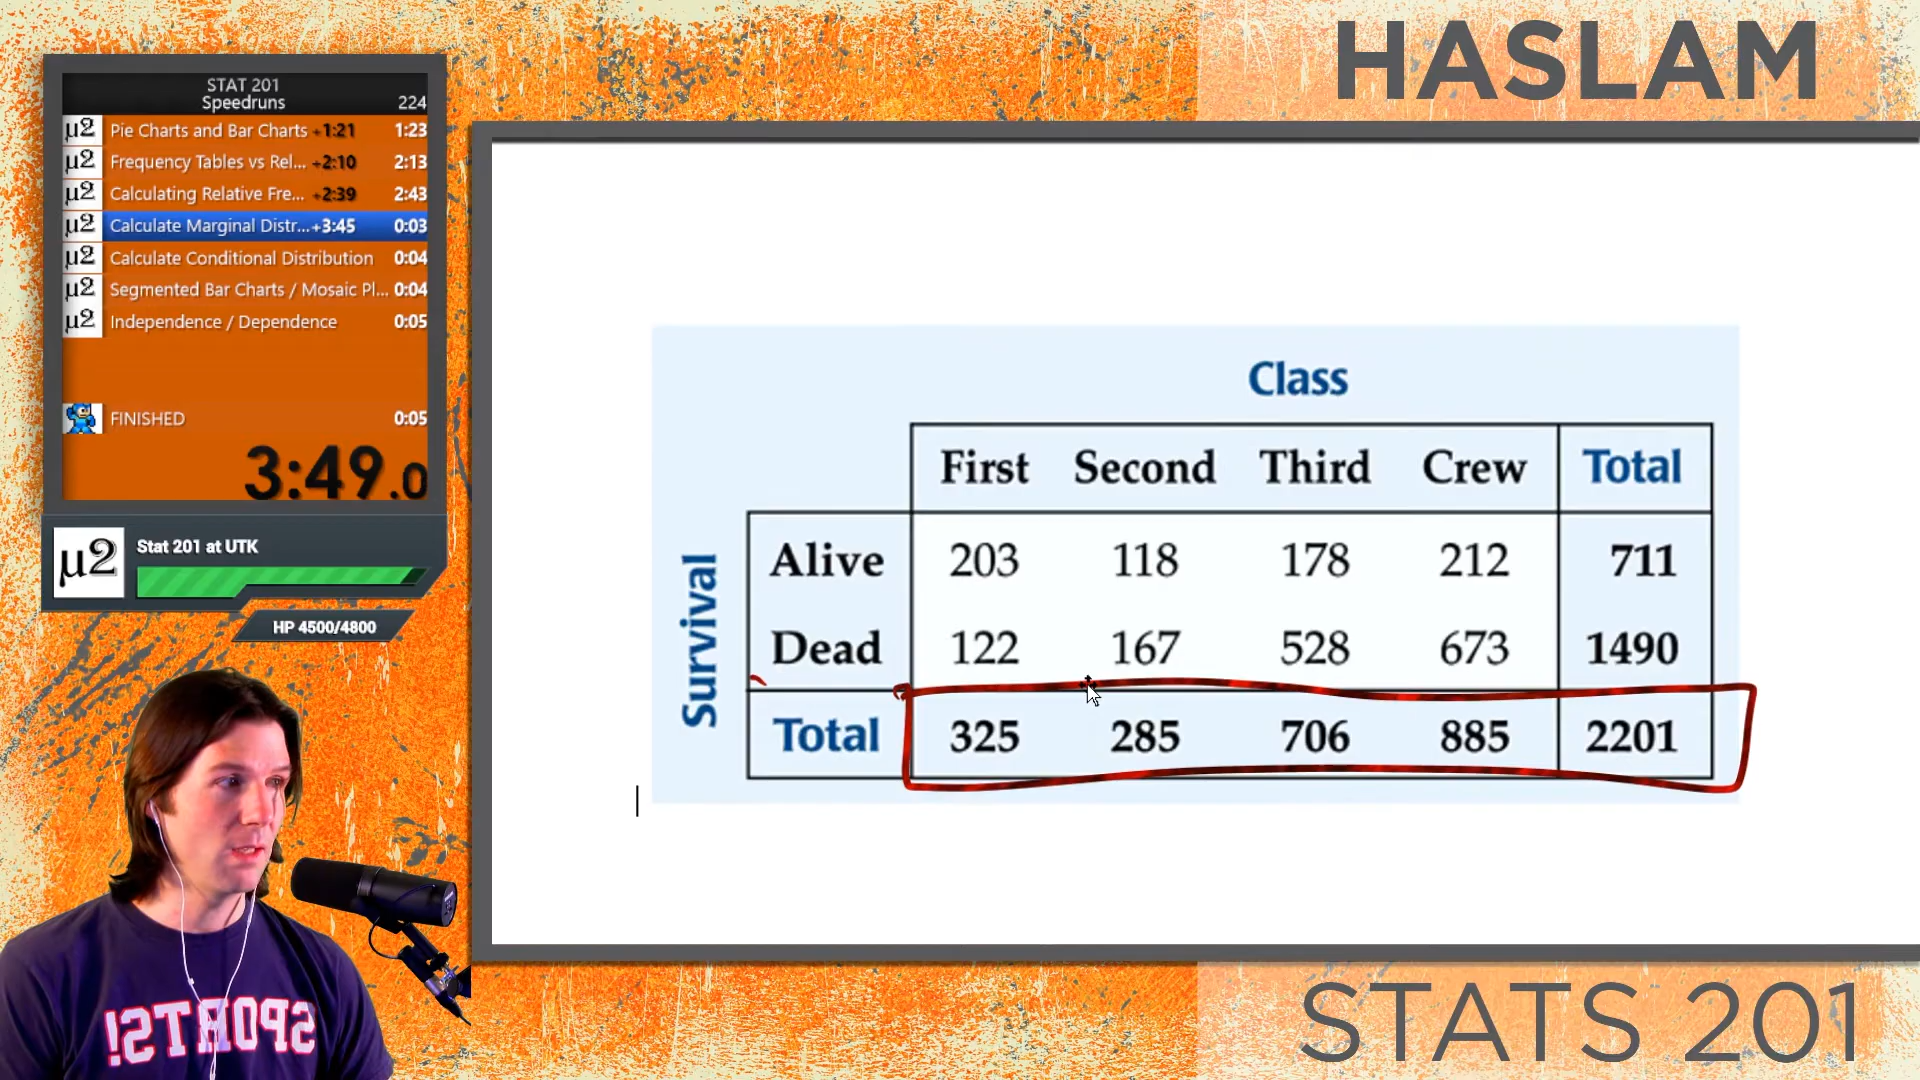 HASLAM
STAT 201
Speedruns 224
μ2 Pie Charts and Bar Charts +1:21 1:23
μ2 Frequency Tables vs Rel... +2:10 2:13
μ2 Calculating Relative Fre... +2:39 2:43
μ2 Calculate Marginal Distr...+3:45 0:03
μ2 Calculate Conditional Distribution 0:04
μ2 Segmented Bar Charts / Mosaic Pl... 0:04
μ2 Independence / Dependence 0:05
FINISHED 0:05
3:49.0
μ2 Stat 201 at UTK
HP 4500/4800
SPORTS!
Class
First Second Third Crew Total
Survival
Alive 203 118 178 212 711
Dead 122 167 528 673 1490
Total 325 285 706 885 2201
STATS 201